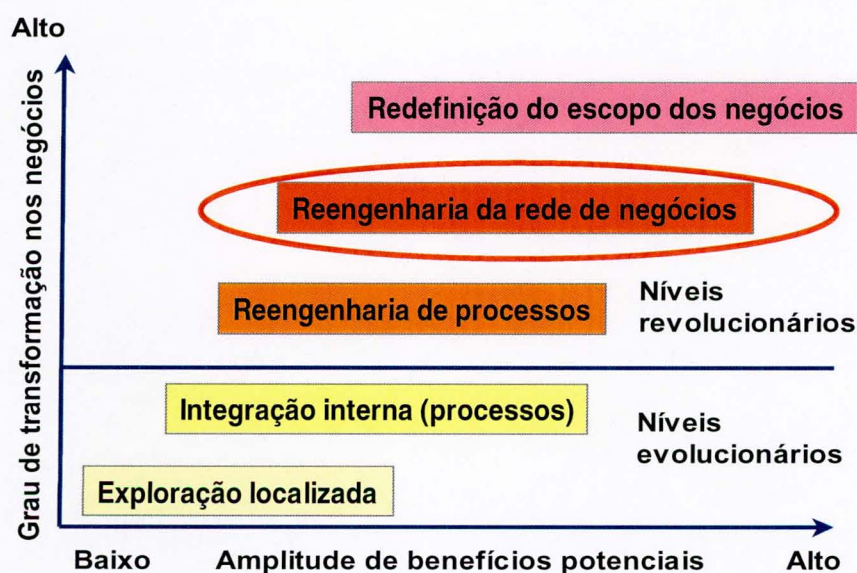 Alto
Grau de transformação nos negócios
Redefinição do escopo dos negócios
Reengenharia da rede de negócios
Reengenharia de processos
Níveis
revolucionários
Integração interna (processos)
Níveis
evolucionários
Exploração localizada
Baixo
Amplitude de benefícios potenciais
Alto